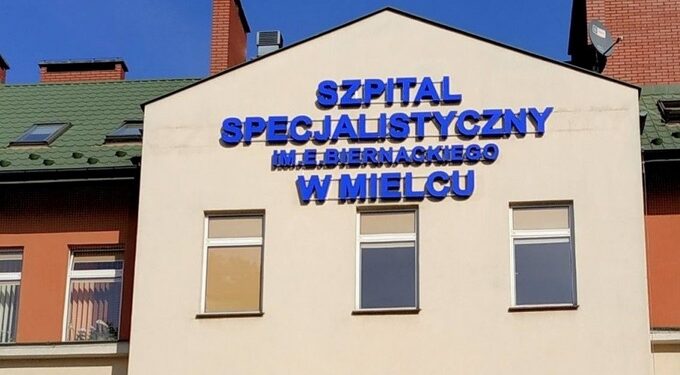 SZPITAL
SPECJALISTYCZNY
IM.E.BIERNACKIEGO
W MIELCU